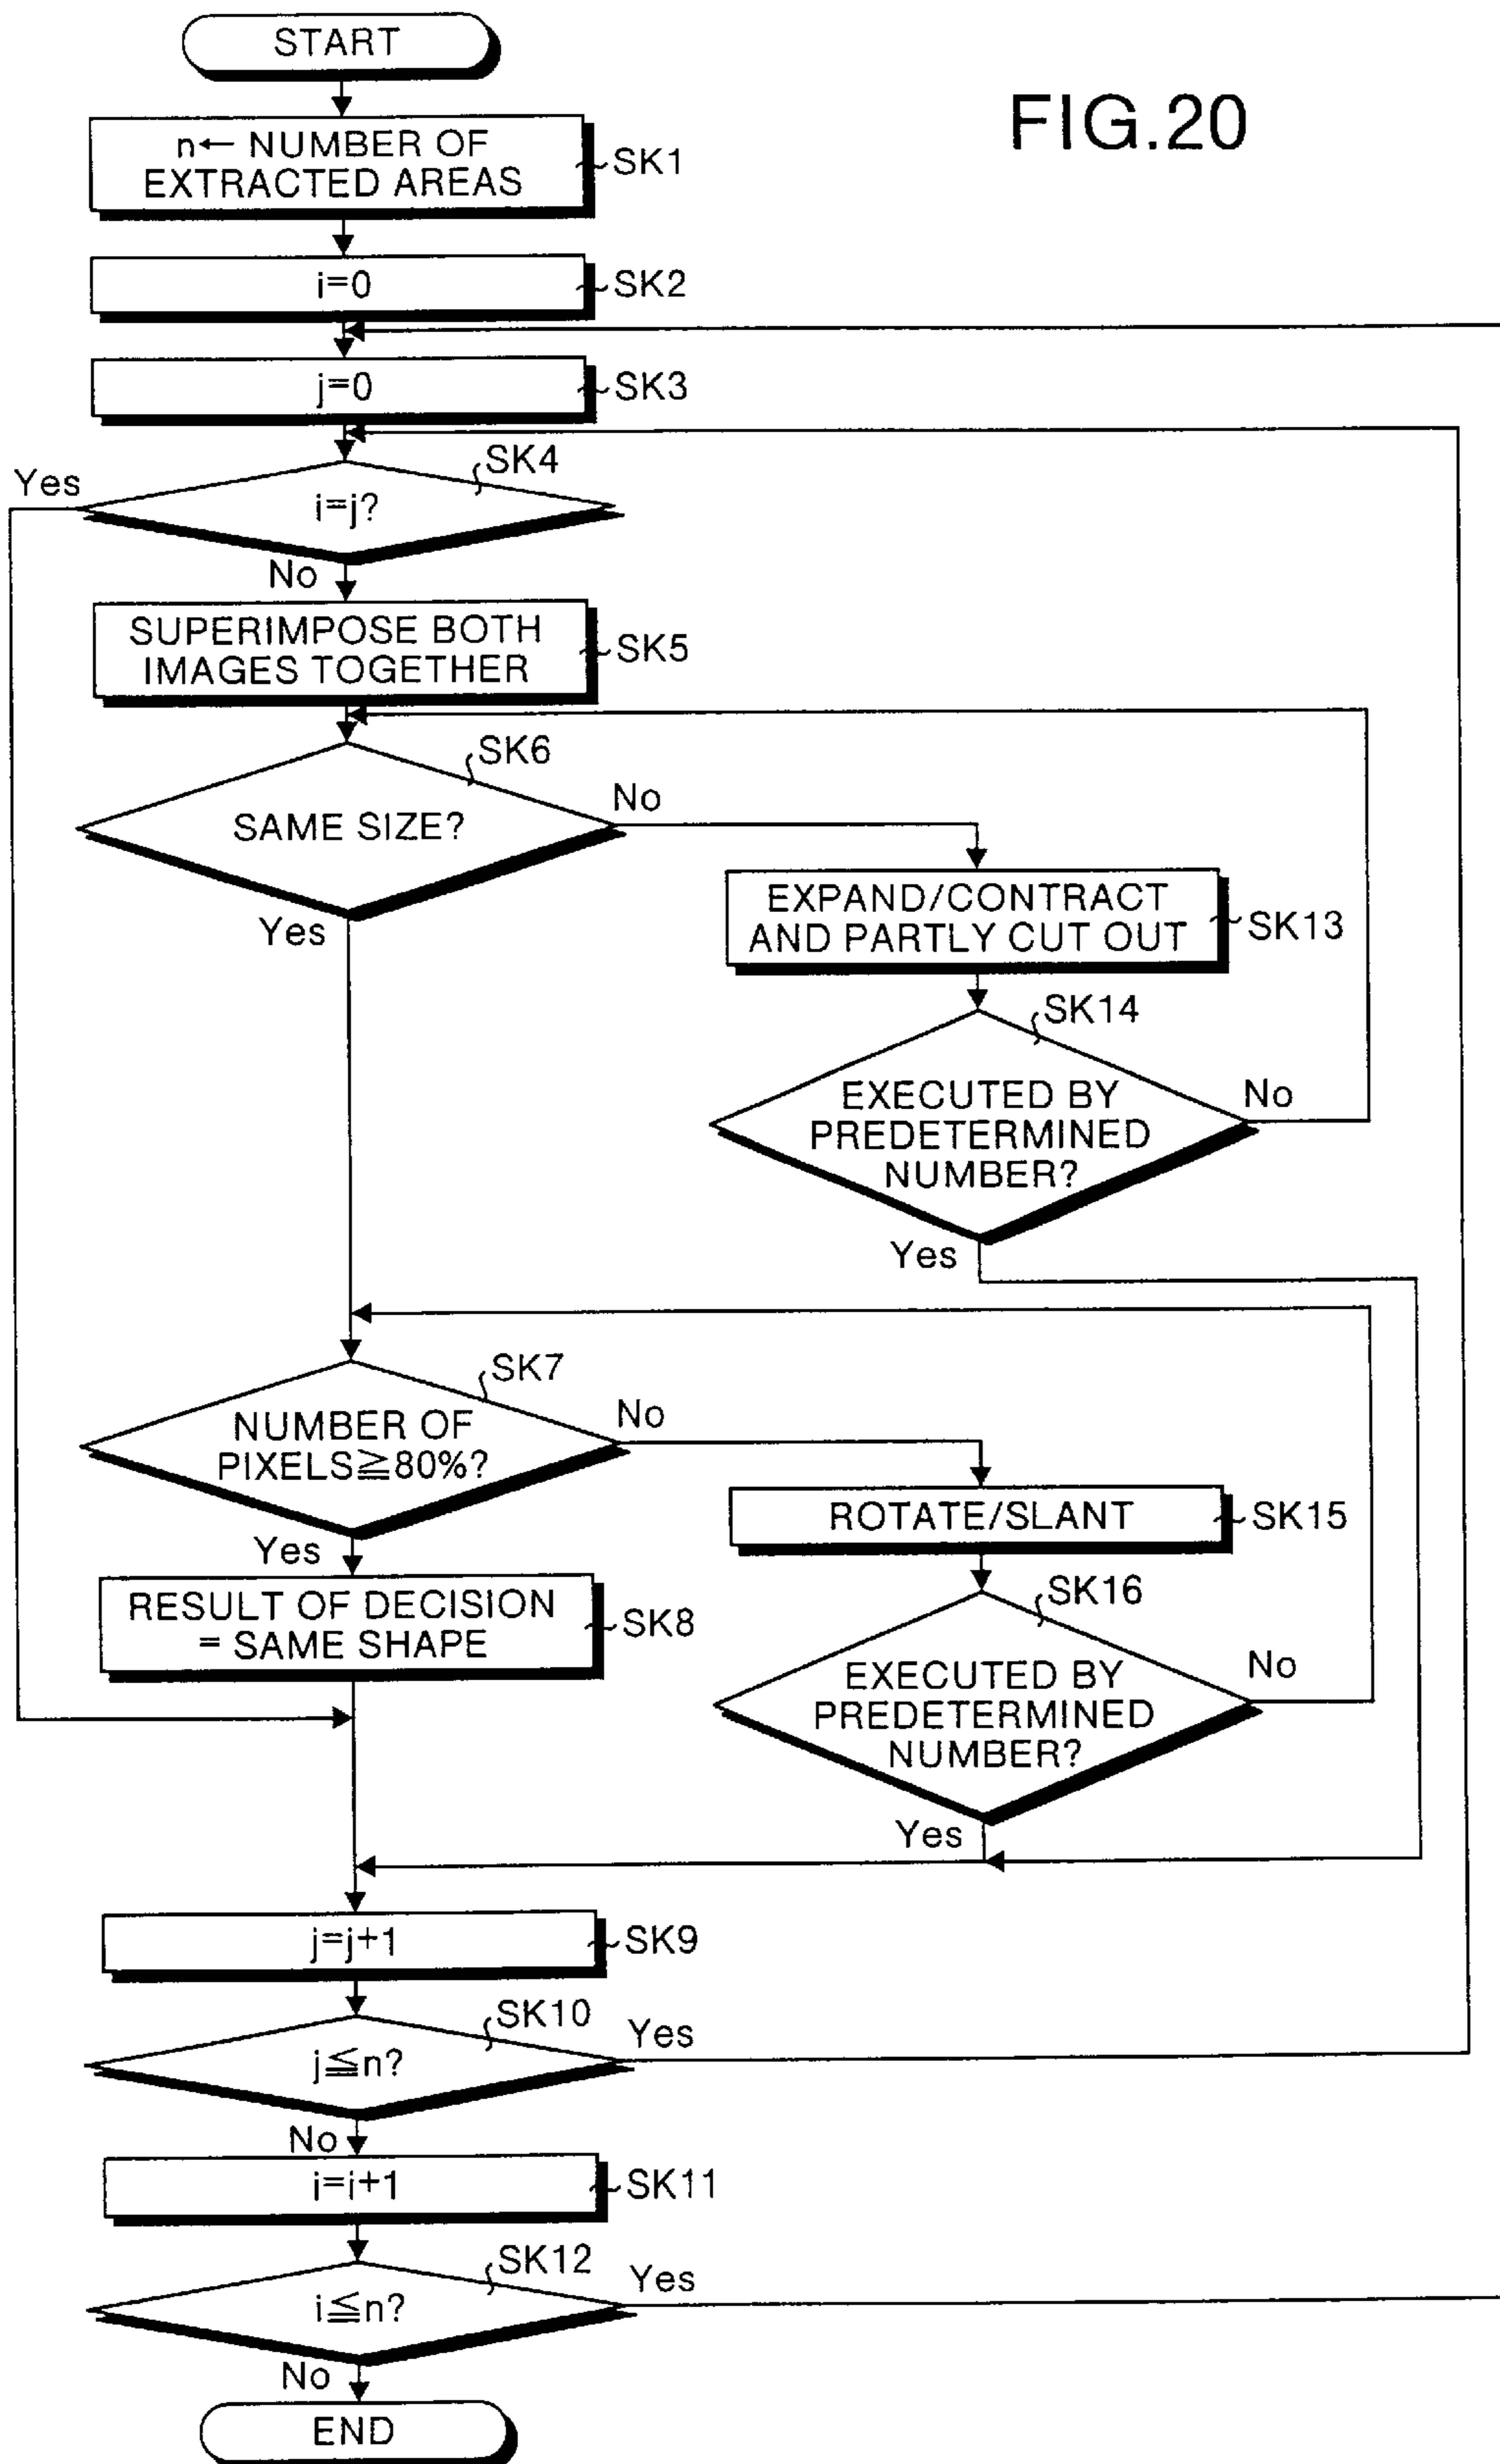 START
FIG.20
n← NUMBER OF
EXTRACTED AREAS
SK1
i=0
SK2
j=0
SK3
SK4
Yes
i=j?
No
SUPERIMPOSE BOTH
IMAGES TOGETHER
SK5
SK6
SAME SIZE?
No
Yes
EXPAND/CONTRACT
AND PARTLY CUT OUT
SK13
SK14
EXECUTED BY
PREDETERMINED
NUMBER?
No
Yes
SK7
NUMBER OF
PIXELS≧80%?
No
Yes
ROTATE/SLANT
SK15
RESULT OF DECISION
= SAME SHAPE
SK8
SK16
EXECUTED BY
PREDETERMINED
NUMBER?
No
Yes
j=j+1
SK9
SK10
j≦n?
Yes
No
i=i+1
SK11
SK12
i≦n?
Yes
No
END